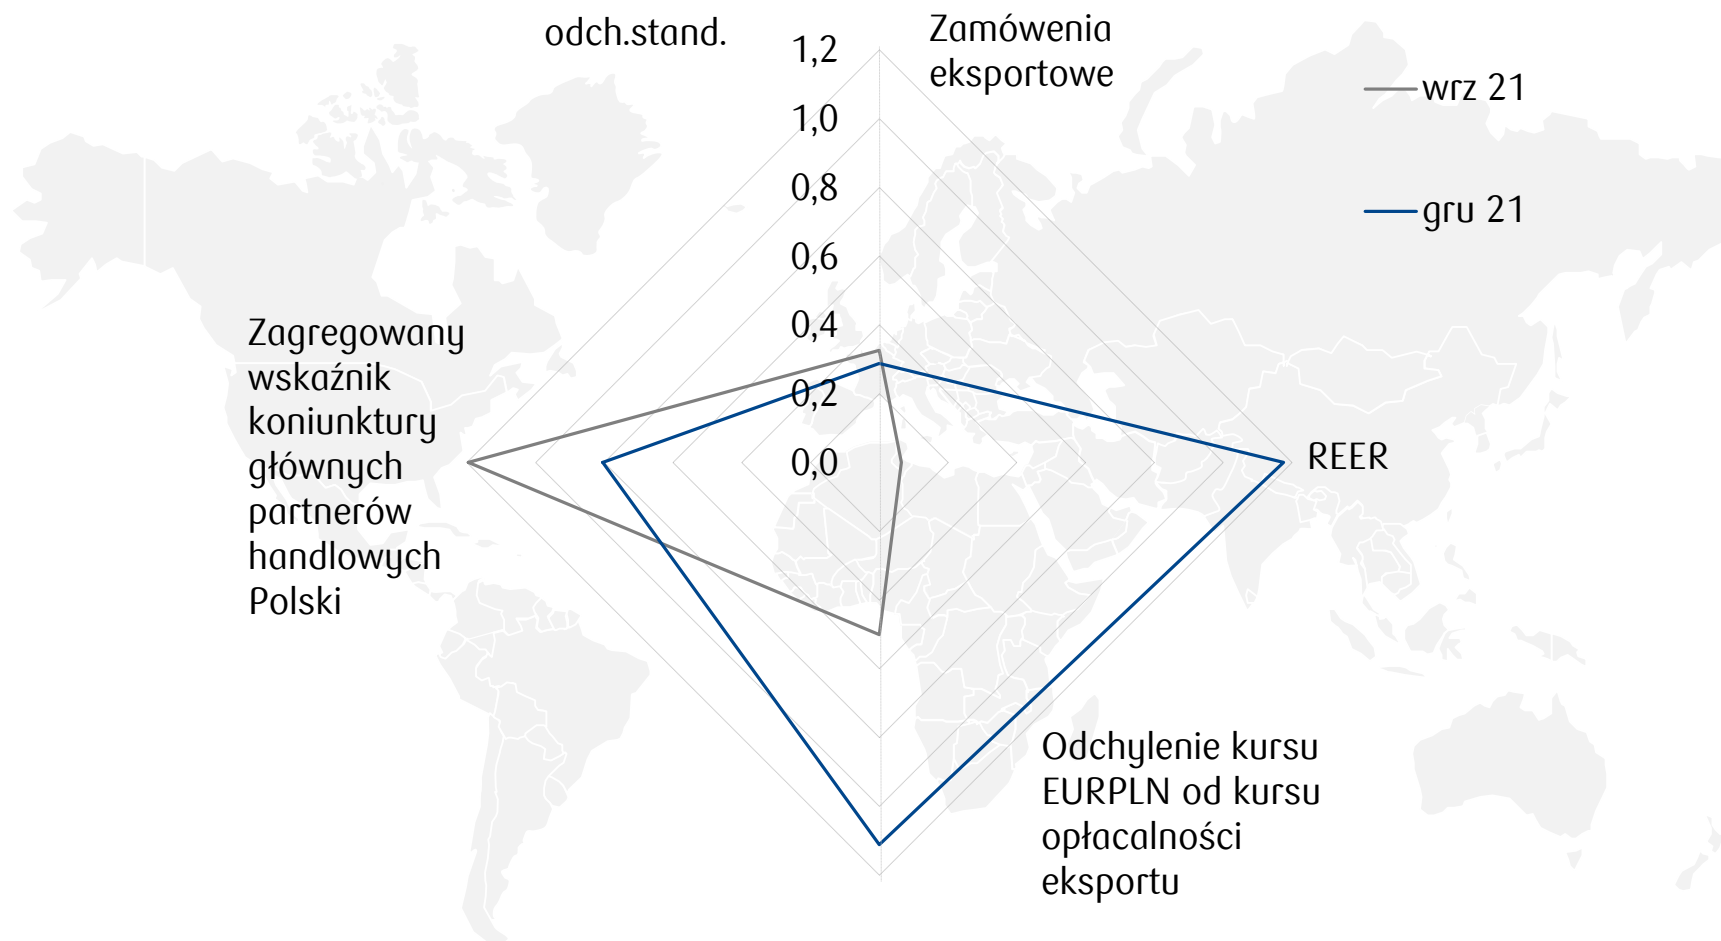 odch.stand.
1,2
1,0
0,8
0,6
0,4
0,2
0,0
Zamówenia
eksportowe
wrz 21
gru 21
REER
Odchylenie kursu
EURPLN od kursu
opłacalności
eksportu
Zagregowany
wskaźnik
koniunktury
głównych
partnerów
handlowych
Polski